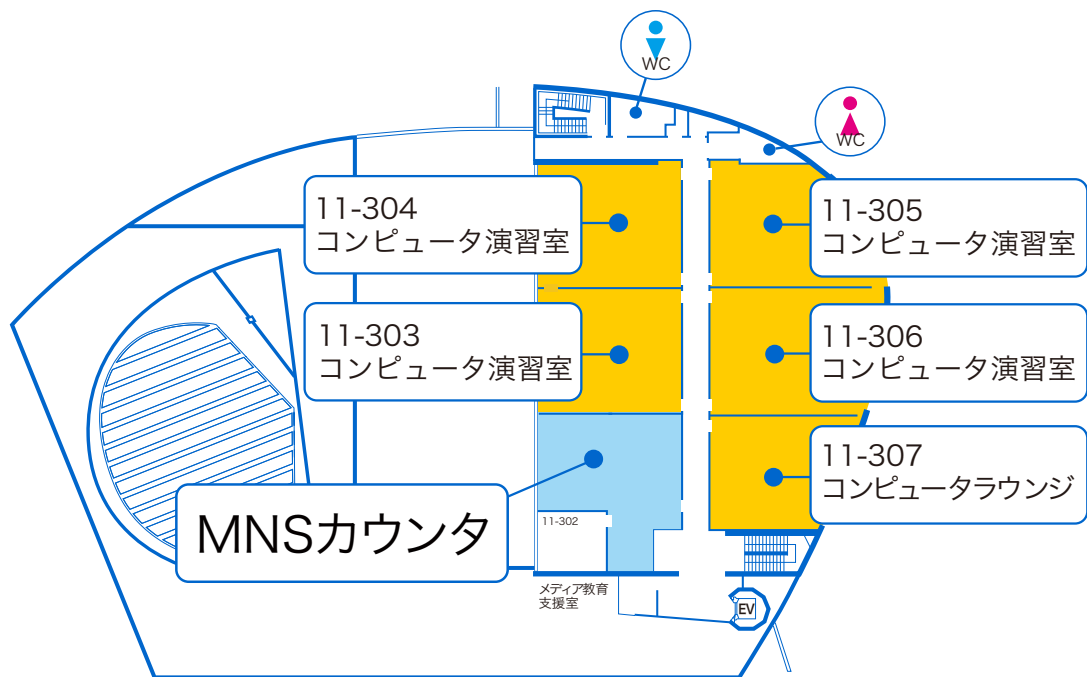 WC
WC
11-304
コンピュータ演習室
11-305
コンピュータ演習室
11-303
コンピュータ演習室
11-306
コンピュータ演習室
11-307
コンピュータラウンジ
MNSカウンタ
11-302
メディア教育
支援室
EV